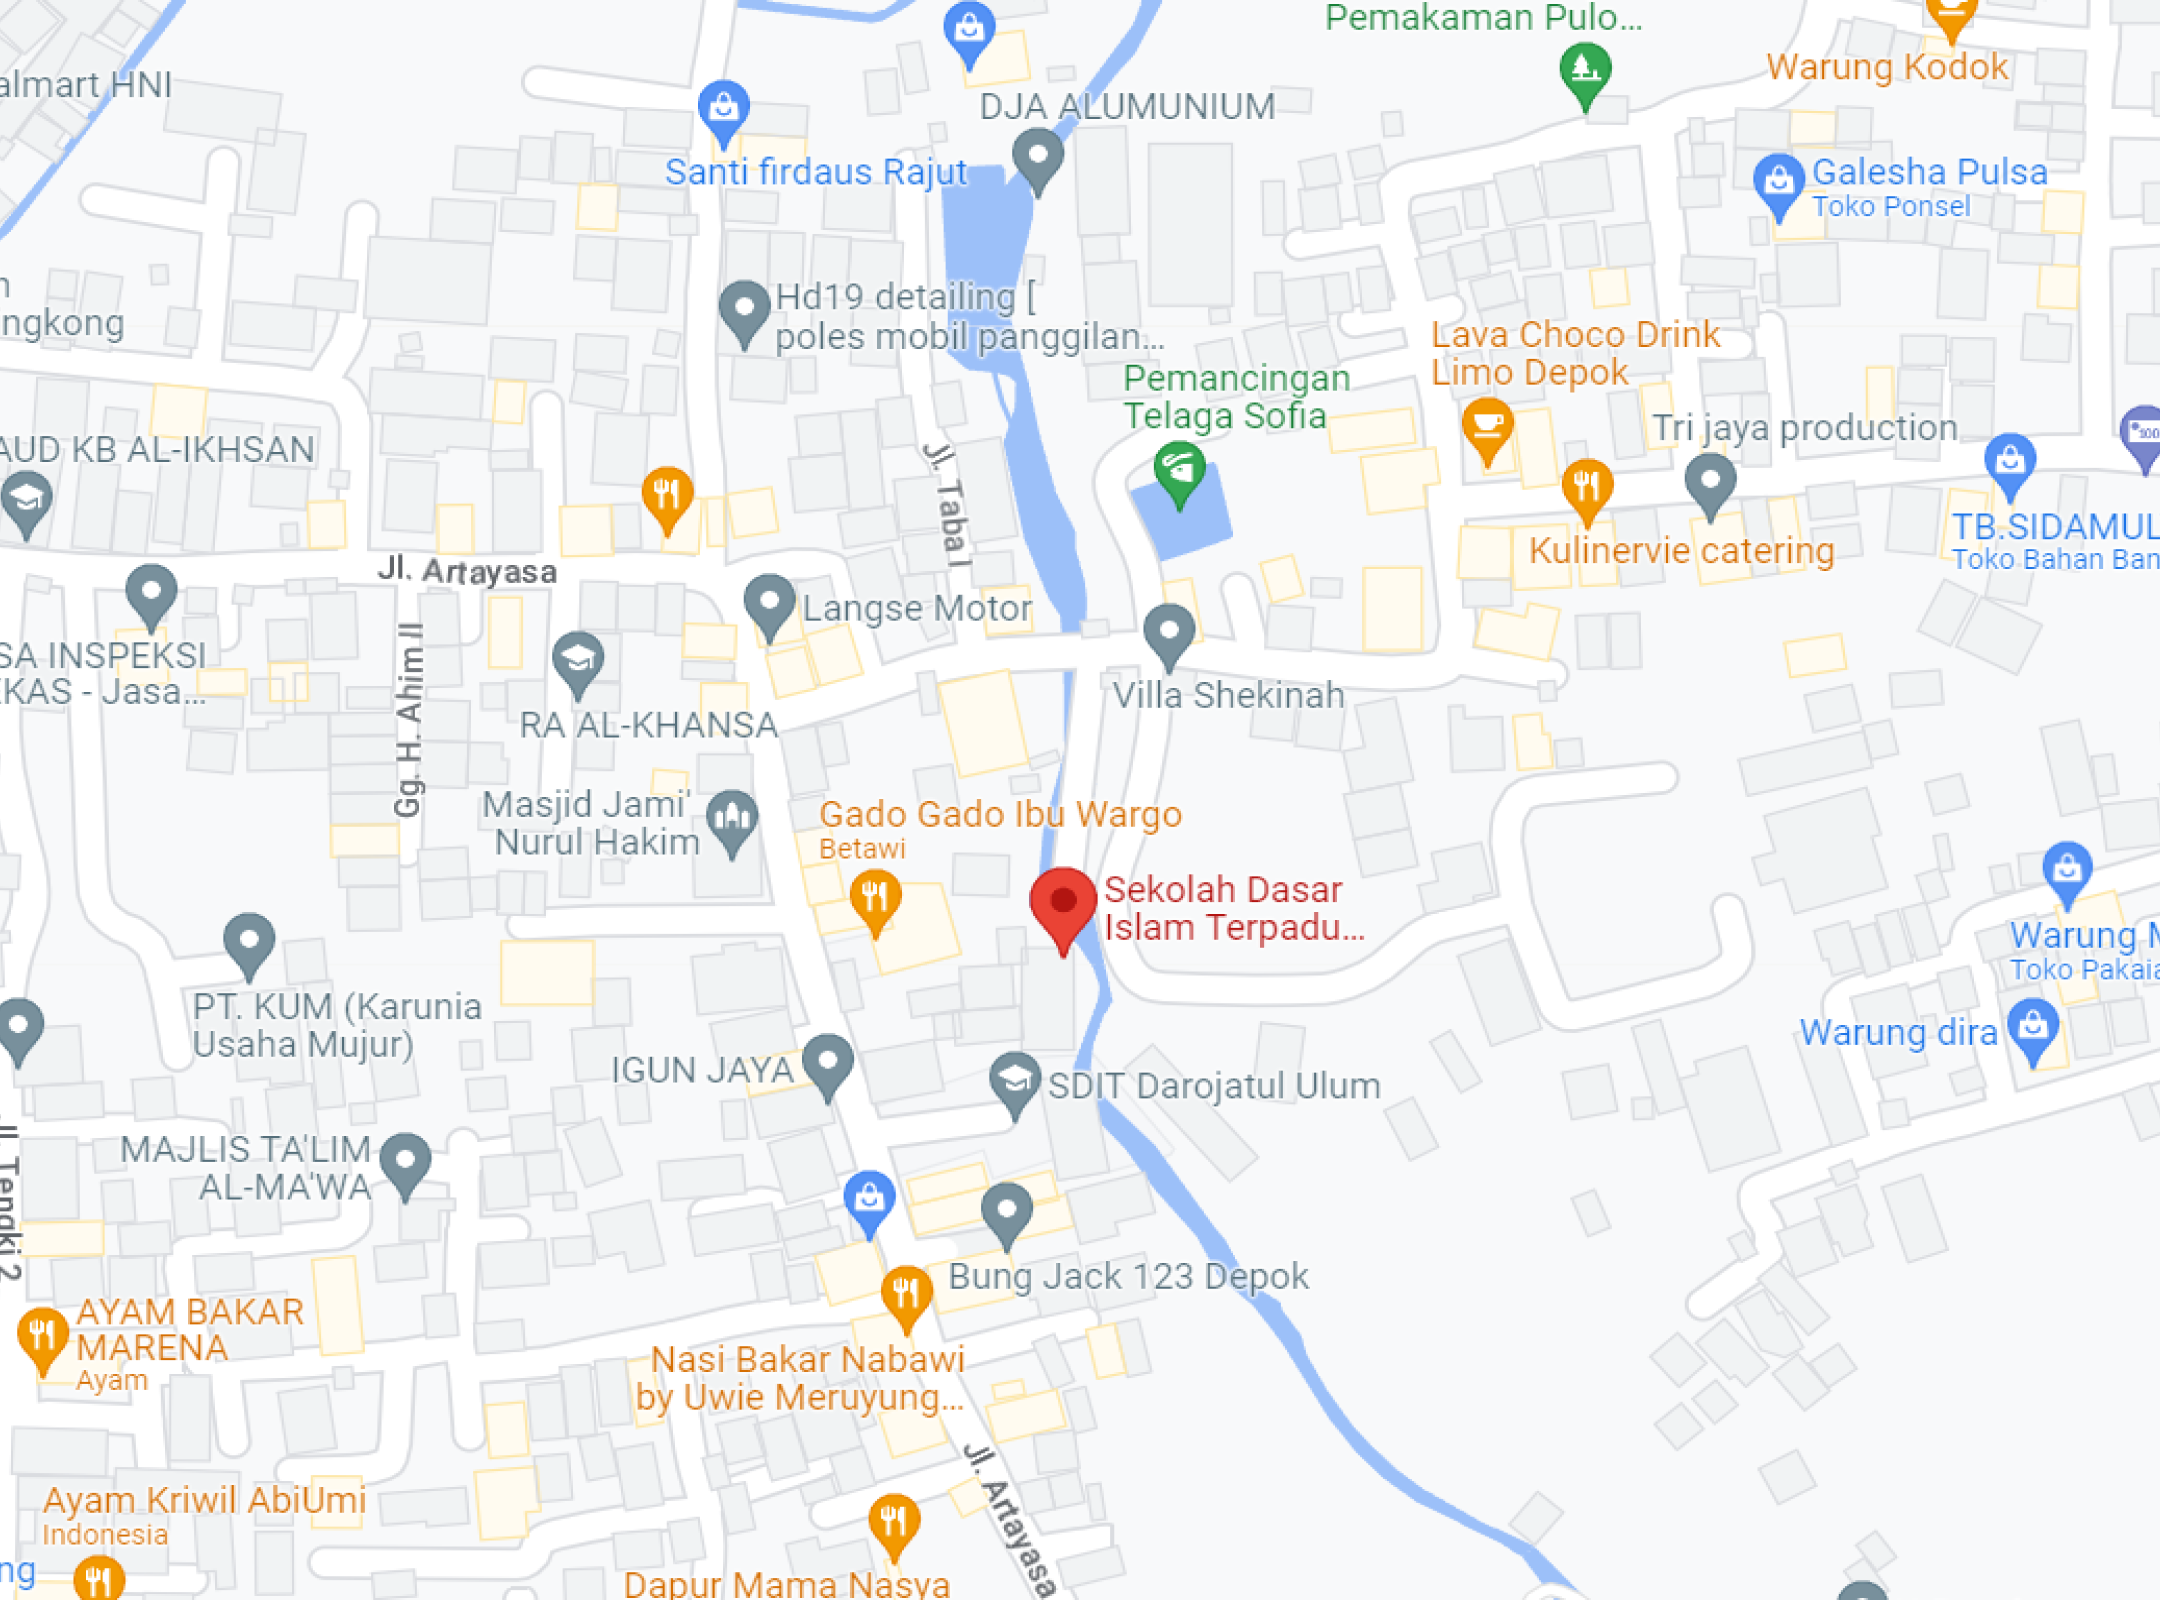 Pemakaman Pulo...
Warung Kodok
almart HNI
DJA ALUMUNIUM
Santi firdaus Rajut
Galesha Pulsa
Toko Ponsel
Hd19 detailing [
poles mobil panggilan...
ngkong
Lava Choco Drink
Limo Depok
Pemancingan
Telaga Sofia
Tri jaya production
AUD KB AL-IKHSAN
Jl. Taba I
TB.SIDAMUL
Toko Bahan Ban
Kulinervie catering
Jl. Artayasa
Langse Motor
Gg. H. Ahim II
SA INSPEKSI
KAS - Jasa...
Villa Shekinah
RA AL-KHANSA
Masjid Jami'
Nurul Hakim
Gado Gado Ibu Wargo
Betawi
Sekolah Dasar
Islam Terpadu...
Warung M
Toko Pakaia
PT. KUM (Karunia
Usaha Mujur)
Warung dira
IGUN JAYA
SDIT Darojatul Ulum
MAJLIS TA'LIM
AL-MA'WA
Jl. Tengki 2
Bung Jack 123 Depok
AYAM BAKAR
MARENA
Ayam
Nasi Bakar Nabawi
by Uwie Meruyung...
Jl. Artayasa
Ayam Kriwil AbiUmi
Indonesia
ng
Dapur Mama Nasya